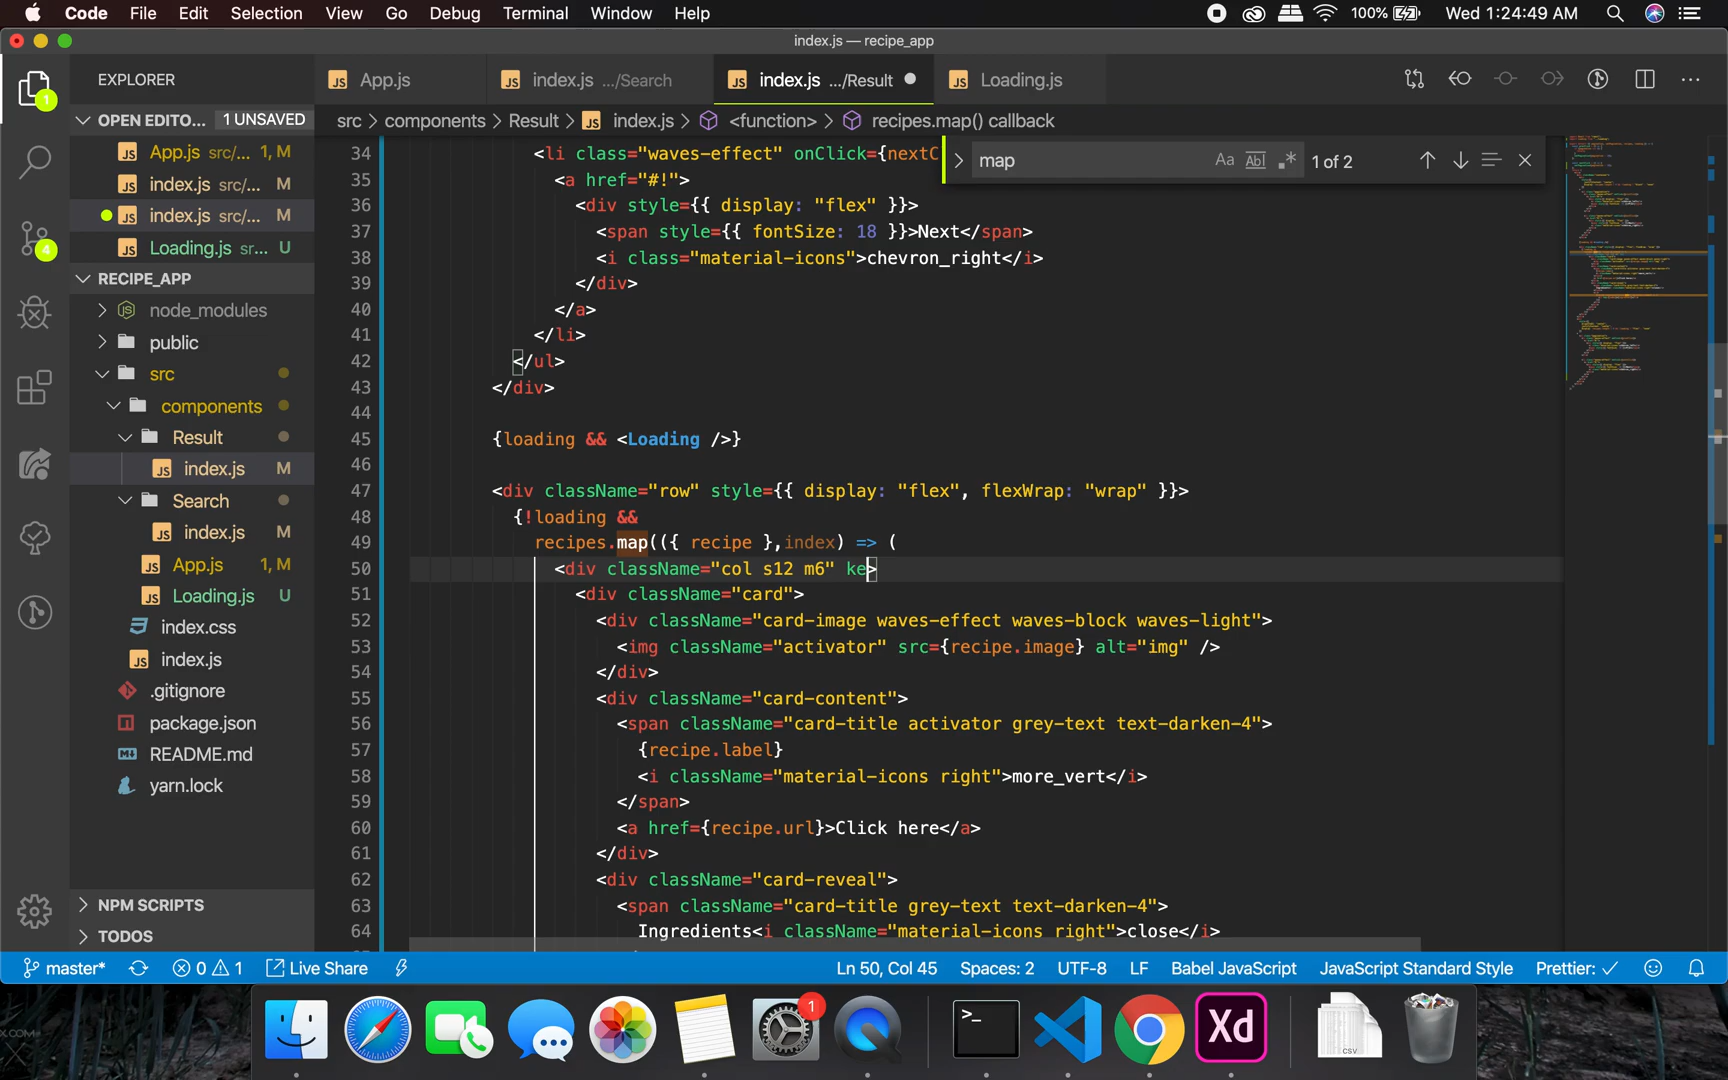 Code File Edit Selection View Go Debug Terminal Window Help 100% Wed 1:24:49 AM
index.js — recipe_app
EXPLORER
App.js
index.js .../Search
index.js .../Result
Loading.js
OPEN EDITO... 1 UNSAVED
src > components > Result > index.js > <function> > recipes.map() callback
App.js src/... 1, M
index.js src/... M
index.js src/... M
Loading.js sr... U
RECIPE_APP
node_modules
public
src
components
Result
index.js M
Search
index.js M
App.js 1, M
Loading.js U
index.css
index.js
.gitignore
package.json
README.md
yarn.lock
NPM SCRIPTS
TODOS
map Aa Abl .* 1 of 2
34 <li class="waves-effect" onClick={nextC
35 <a href="#!">
36 <div style={{ display: "flex" }}>
37 <span style={{ fontSize: 18 }}>Next</span>
38 <i class="material-icons">chevron_right</i>
39 </div>
40 </a>
41 </li>
42 </ul>
43 </div>
44
45 {loading && <Loading />}
46
47 <div className="row" style={{ display: "flex", flexWrap: "wrap" }}>
48 {!loading &&
49 recipes.map(({ recipe },index) => (
50 <div className="col s12 m6" ke>
51 <div className="card">
52 <div className="card-image waves-effect waves-block waves-light">
53 <img className="activator" src={recipe.image} alt="img" />
54 </div>
55 <div className="card-content">
56 <span className="card-title activator grey-text text-darken-4">
57 {recipe.label}
58 <i className="material-icons right">more_vert</i>
59 </span>
60 <a href={recipe.url}>Click here</a>
61 </div>
62 <div className="card-reveal">
63 <span className="card-title grey-text text-darken-4">
64 Ingredients<i className="material-icons right">close</i>
master* 0 1 Live Share Ln 50, Col 45 Spaces: 2 UTF-8 LF Babel JavaScript JavaScript Standard Style Prettier: ✓
1
4
1
>_
Xd
CSV